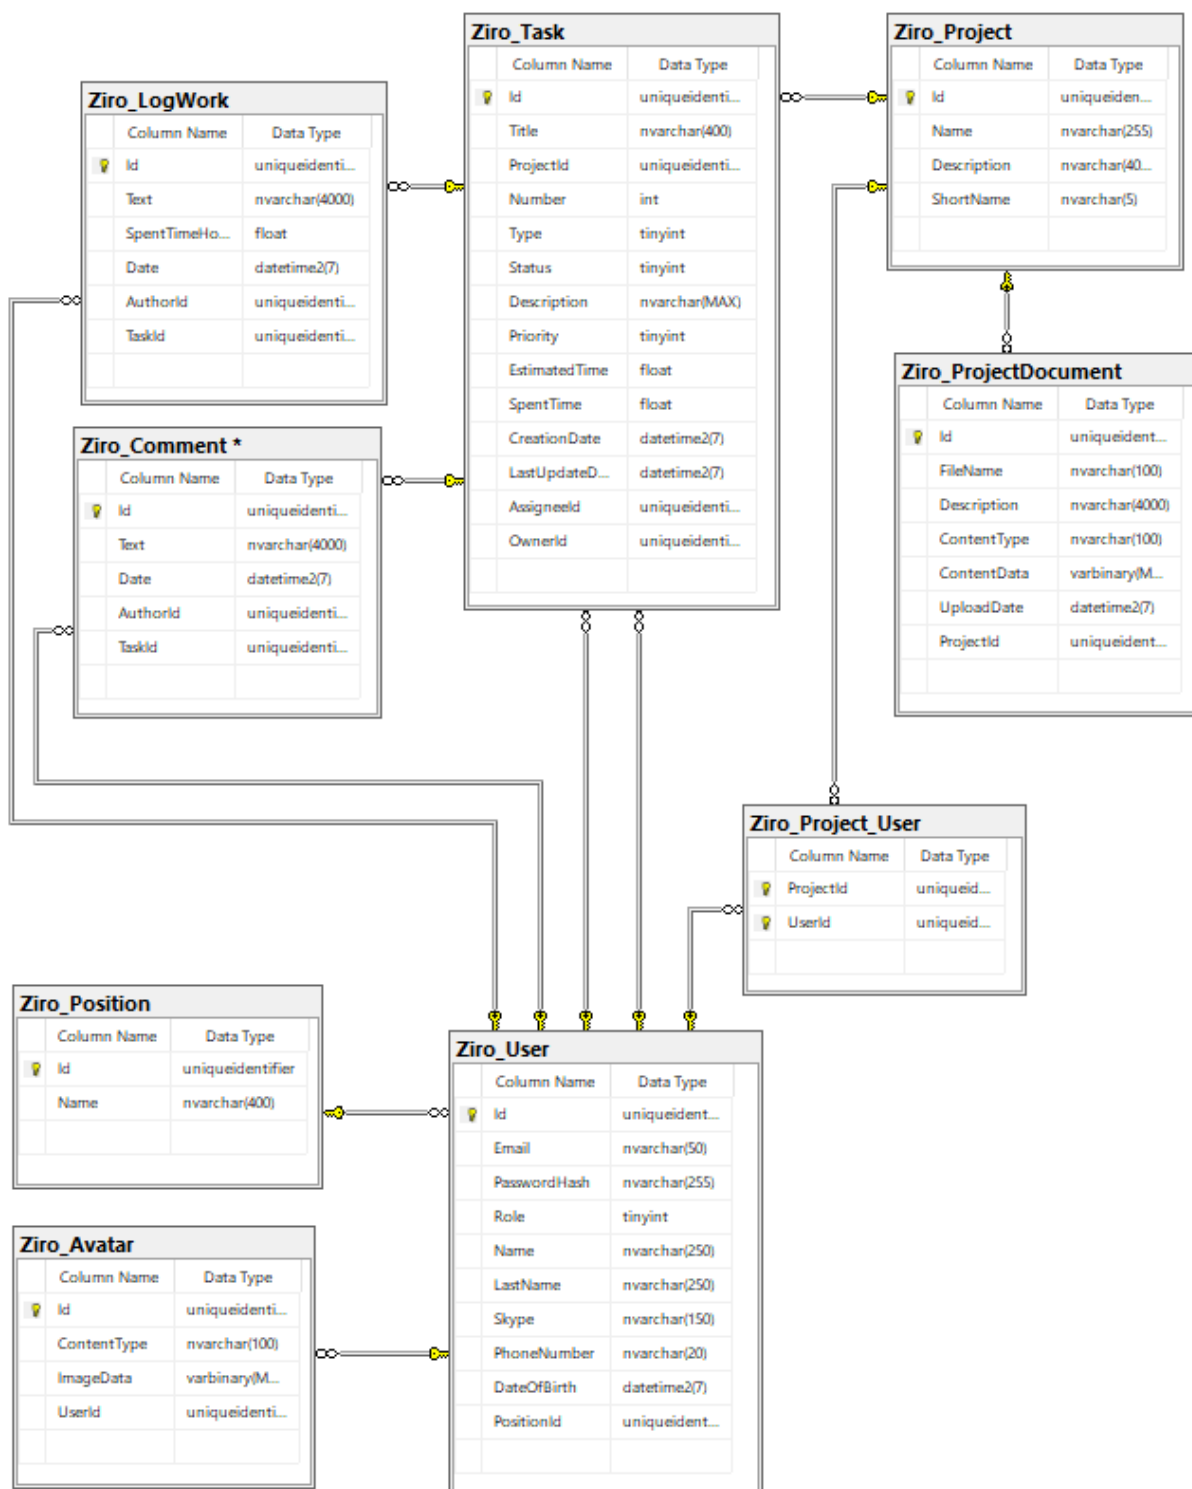 Ziro_Task
Column Name Data Type
Id uniqueidenti...
Title nvarchar(400)
ProjectId uniqueidenti...
Number int
Type tinyint
Status tinyint
Description nvarchar(MAX)
Priority tinyint
EstimatedTime float
SpentTime float
CreationDate datetime2(7)
LastUpdateD... datetime2(7)
AssigneeId uniqueidenti...
OwnerId uniqueidenti...
Ziro_Project
Column Name Data Type
Id uniqueiden...
Name nvarchar(255)
Description nvarchar(40...
ShortName nvarchar(5)
Ziro_LogWork
Column Name Data Type
Id uniqueidenti...
Text nvarchar(4000)
SpentTimeHo... float
Date datetime2(7)
AuthorId uniqueidenti...
TaskId uniqueidenti...
Ziro_ProjectDocument
Column Name Data Type
Id uniqueident...
FileName nvarchar(100)
Description nvarchar(4000)
ContentType nvarchar(100)
ContentData varbinary(M...
UploadDate datetime2(7)
ProjectId uniqueident...
Ziro_Comment *
Column Name Data Type
Id uniqueidenti...
Text nvarchar(4000)
Date datetime2(7)
AuthorId uniqueidenti...
TaskId uniqueidenti...
Ziro_Project_User
Column Name Data Type
ProjectId uniqueid...
UserId uniqueid...
Ziro_Position
Column Name Data Type
Id uniqueidentifier
Name nvarchar(400)
Ziro_User
Column Name Data Type
Id uniqueident...
Email nvarchar(50)
PasswordHash nvarchar(255)
Role tinyint
Name nvarchar(250)
LastName nvarchar(250)
Skype nvarchar(150)
PhoneNumber nvarchar(20)
DateOfBirth datetime2(7)
PositionId uniqueident...
Ziro_Avatar
Column Name Data Type
Id uniqueidenti...
ContentType nvarchar(100)
ImageData varbinary(M...
UserId uniqueidenti...